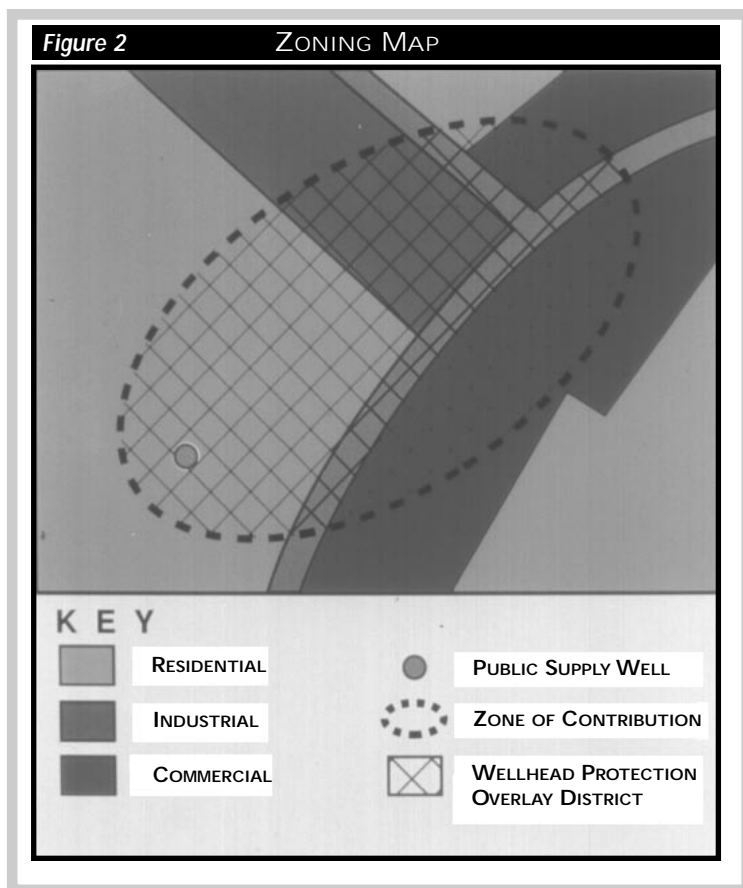 Figure 2 ZONING MAP
KEY
RESIDENTIAL
INDUSTRIAL
COMMERCIAL
PUBLIC SUPPLY WELL
ZONE OF CONTRIBUTION
WELLHEAD PROTECTION
OVERLAY DISTRICT